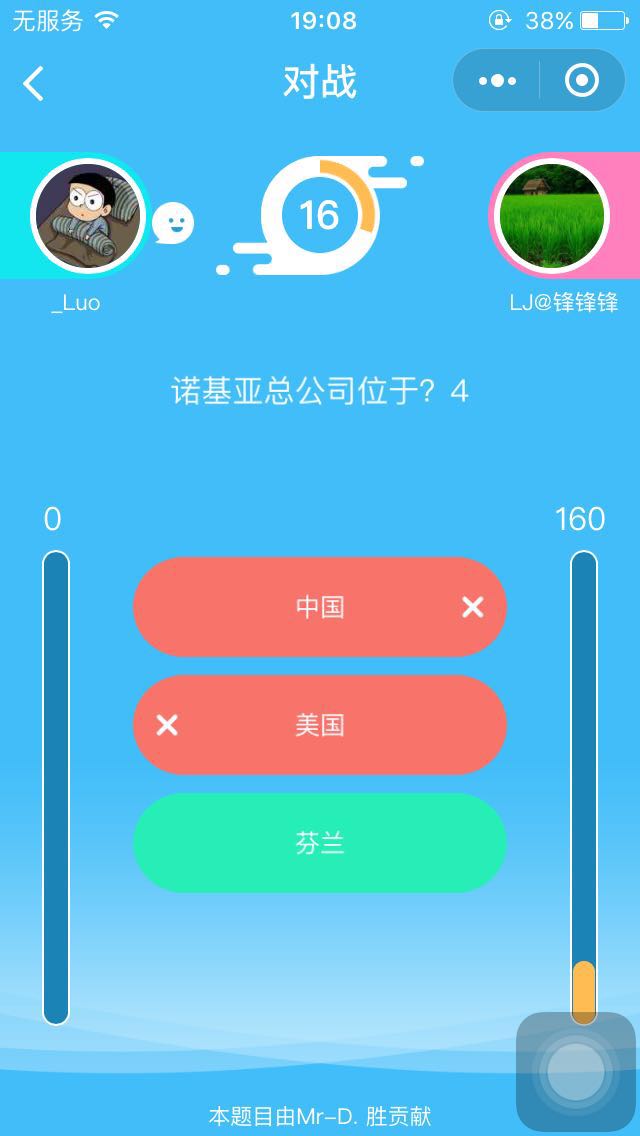 无服务
19:08
38%
对战
16
_Luo
LJ@锋锋锋
诺基亚总公司位于？4
0
160
中国
美国
芬兰
本题目由Mr-D. 胜贡献